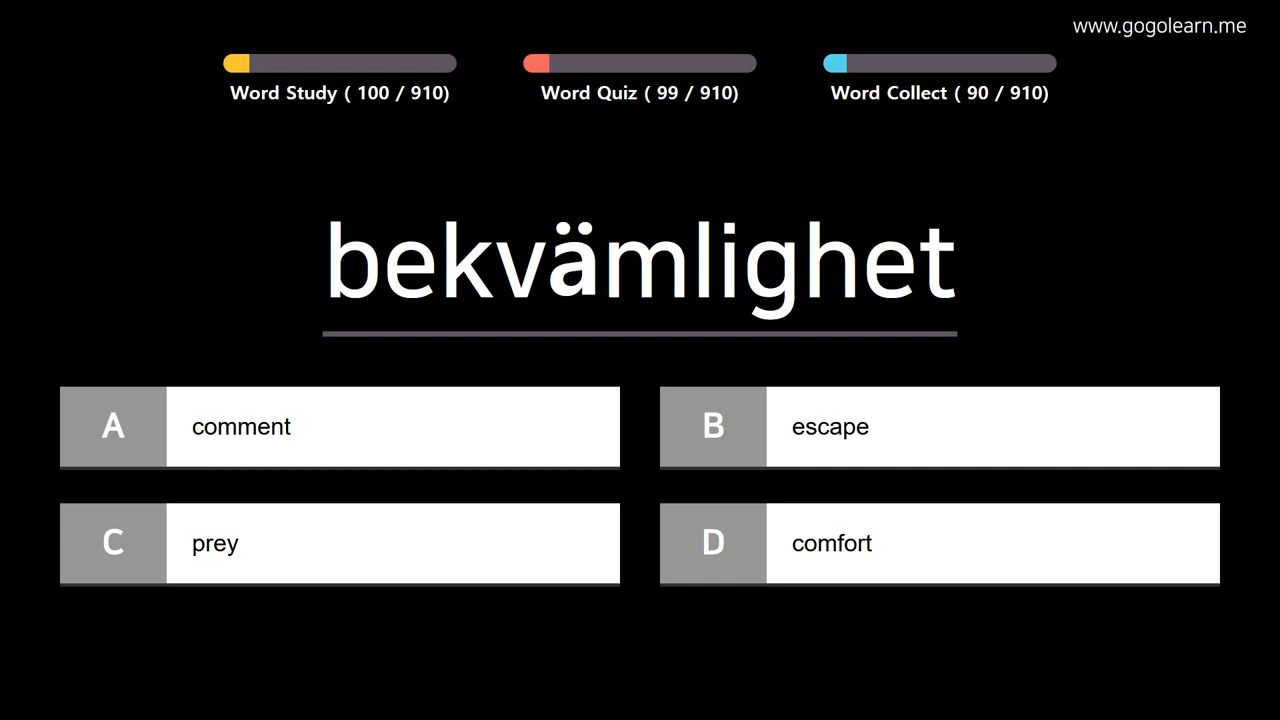 www.gogolearn.me
Word Study ( 100 / 910)
Word Quiz ( 99 / 910)
Word Collect ( 90 / 910)
bekvämlighet
A comment
B escape
C prey
D comfort